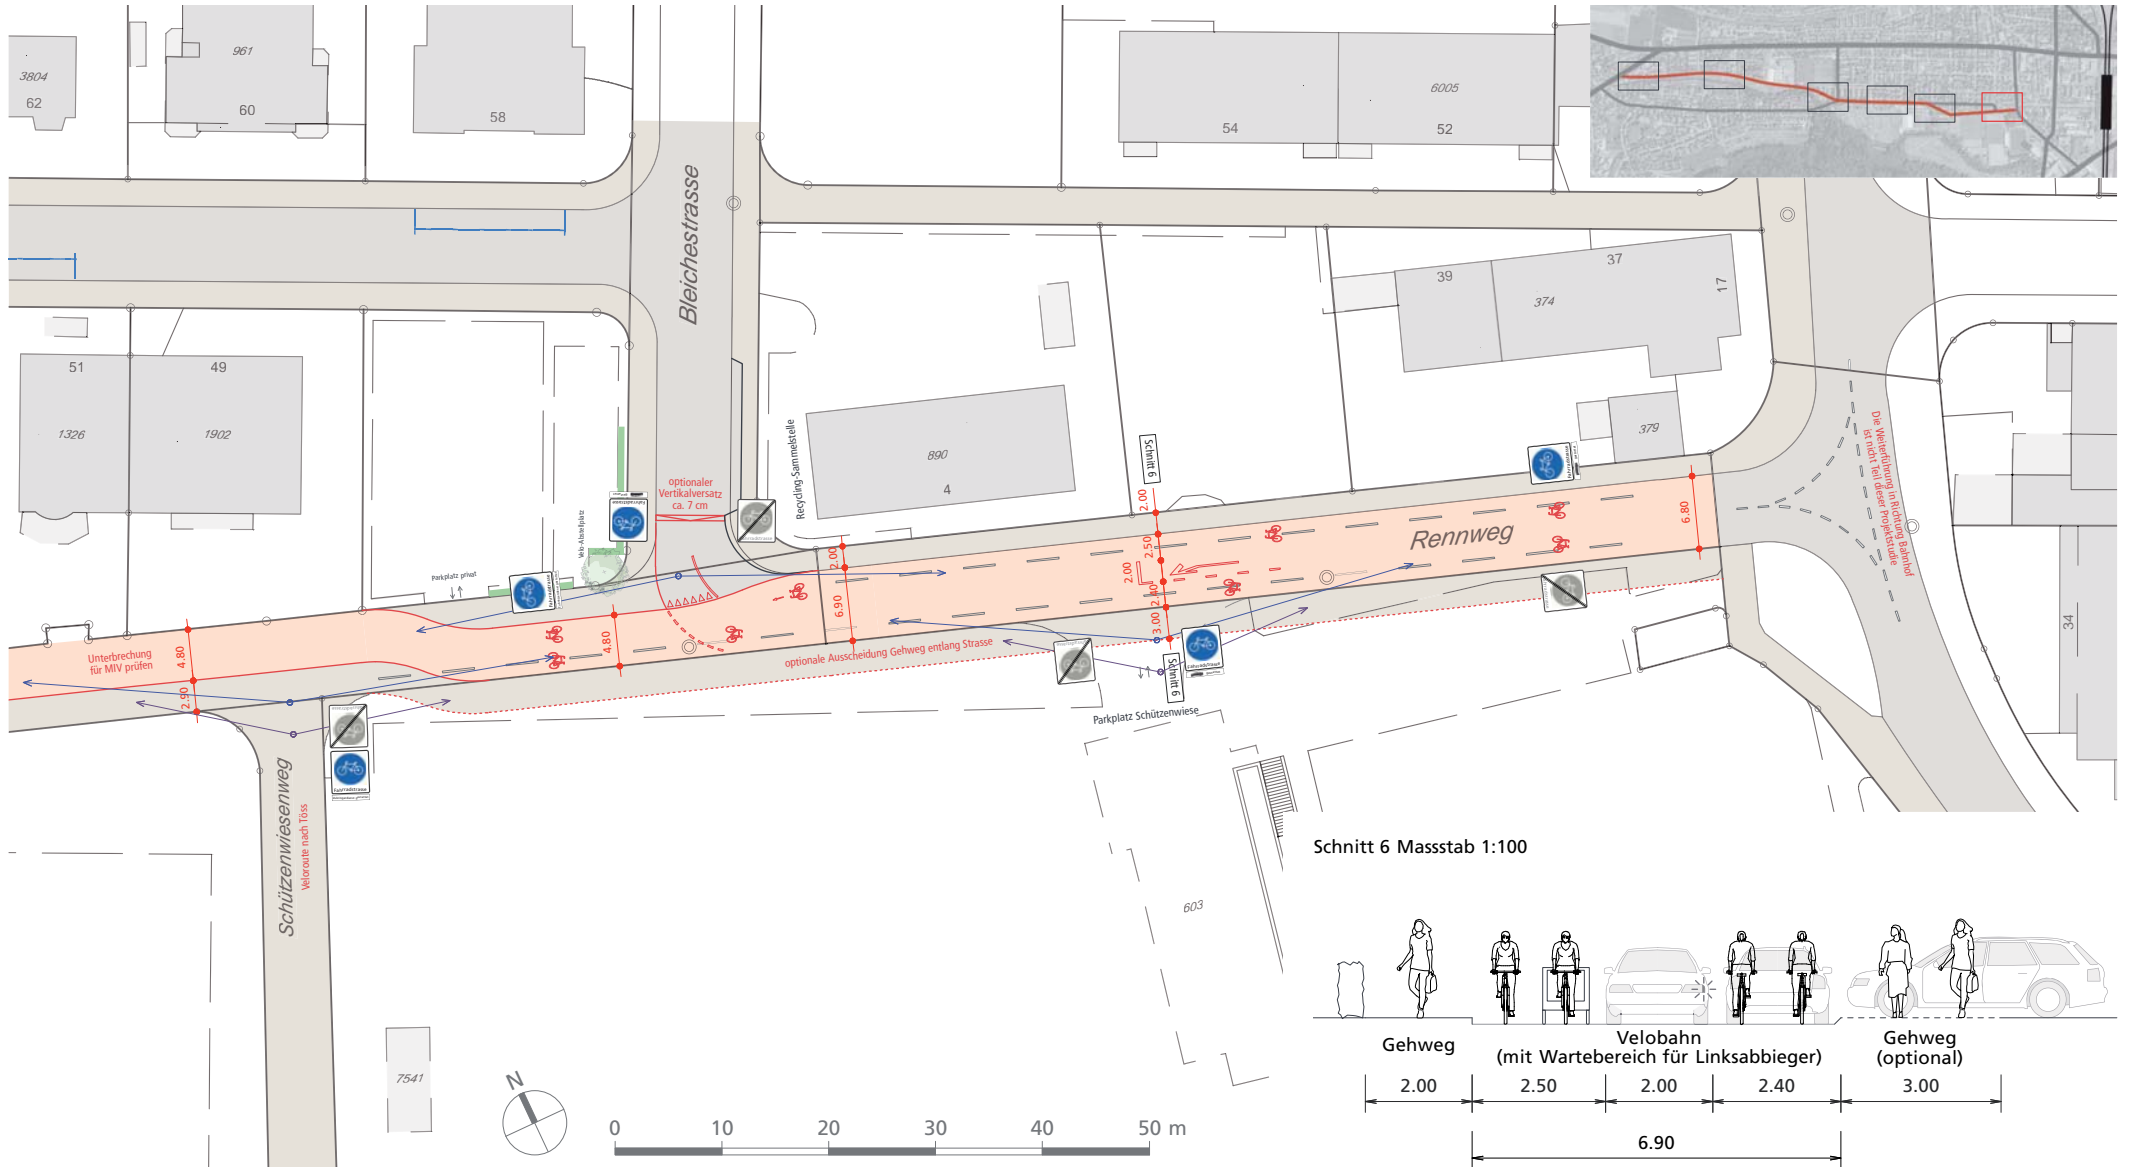 3804
62
961
60
58
54
6005
52
Bleichestrasse
39
37
374
17
51
49
1326
1902
Recycling-Sammelstelle
890
4
379
Schnitt 6
optionaler
Vertikalversatz
ca. 7 cm
Velo-Abstellplatz
Parkplatz privat
Fahrradstrasse
2.00
2.50
2.00
2.40
3.00
Rennweg
6.80
Die Weiterführung in Richtung Bahnhof
ist nicht Teil dieser Projektstudie
2.00
6.90
4.80
Unterbrechung
für MIV prüfen
4.80
2.90
optionale Ausscheidung Gehweg entlang Strasse
Schnitt 6
Fahrradstrasse
Parkplatz Schützenwiese
34
Schützenwiesenweg
Veloroute nach Töss
Fahrradstrasse
603
7541
N
0 10 20 30 40 50 m
Schnitt 6 Massstab 1:100
Gehweg
Velobahn
(mit Wartebereich für Linksabbieger)
Gehweg
(optional)
2.00
2.50
2.00
2.40
3.00
6.90